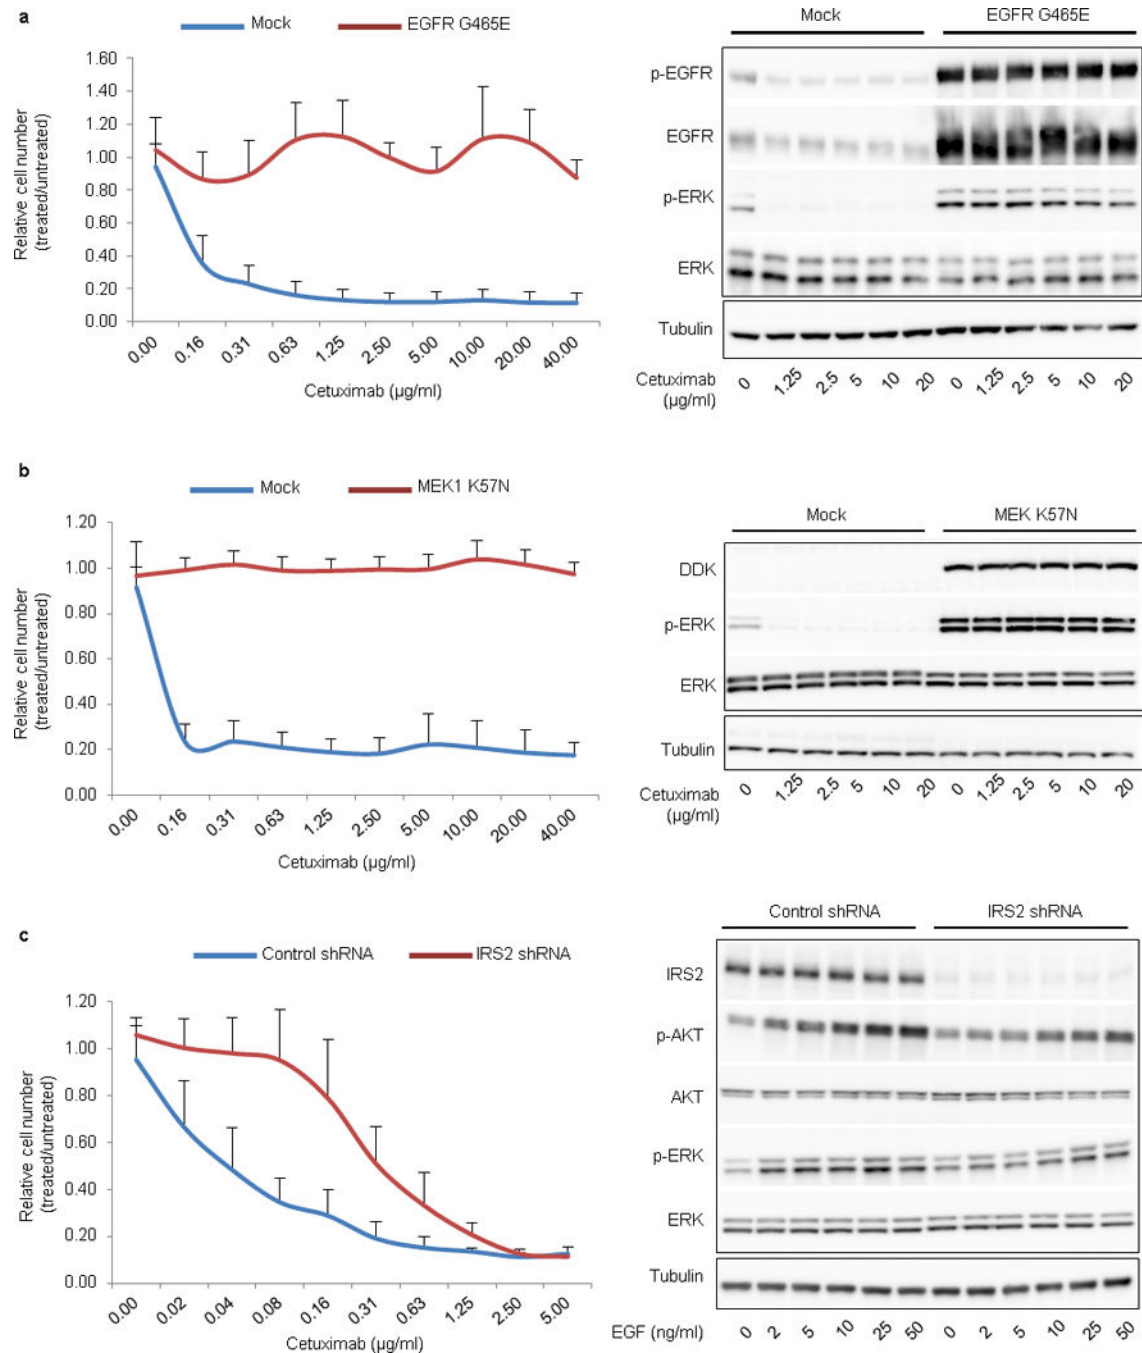 a
Mock
EGFR G465E
Relative cell number
(treated/untreated)
1.60
1.40
1.20
1.00
0.80
0.60
0.40
0.20
0.00
0.00 0.16 0.31 0.63 1.25 2.50 5.00 10.00 20.00 40.00
Cetuximab (µg/ml)
Mock EGFR G465E
p-EGFR
EGFR
p-ERK
ERK
Tubulin
Cetuximab
(µg/ml)
0 1.25 2.5 5 10 20 0 1.25 2.5 5 10 20
b
Mock
MEK1 K57N
Relative cell number
(treated/untreated)
1.20
1.00
0.80
0.60
0.40
0.20
0.00
0.00 0.16 0.31 0.63 1.25 2.50 5.00 10.00 20.00 40.00
Cetuximab (µg/ml)
Mock MEK K57N
DDK
p-ERK
ERK
Tubulin
Cetuximab
(µg/ml)
0 1.25 2.5 5 10 20 0 1.25 2.5 5 10 20
c
Control shRNA
IRS2 shRNA
Relative cell number
(treated/untreated)
1.20
1.00
0.80
0.60
0.40
0.20
0.00
0.00 0.02 0.04 0.08 0.16 0.31 0.63 1.25 2.50 5.00
Cetuximab (µg/ml)
Control shRNA IRS2 shRNA
IRS2
p-AKT
AKT
p-ERK
ERK
Tubulin
EGF (ng/ml) 0 2 5 10 25 50 0 2 5 10 25 50